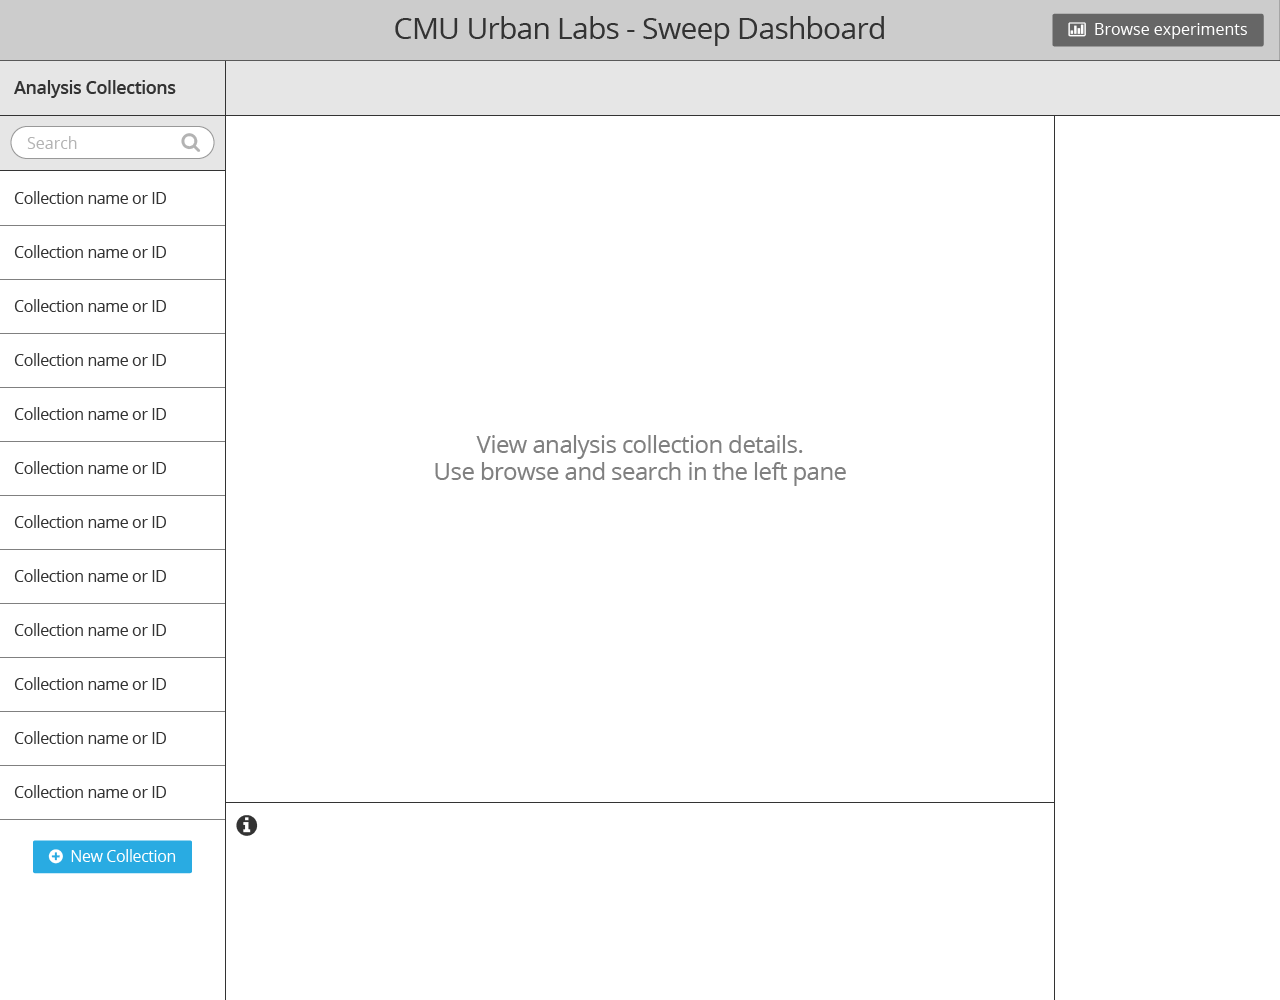 CMU Urban Labs - Sweep Dashboard
Browse experiments
Analysis Collections
Search
Collection name or ID
Collection name or ID
Collection name or ID
Collection name or ID
Collection name or ID
Collection name or ID
Collection name or ID
Collection name or ID
Collection name or ID
Collection name or ID
Collection name or ID
Collection name or ID
New Collection
View analysis collection details.
Use browse and search in the left pane